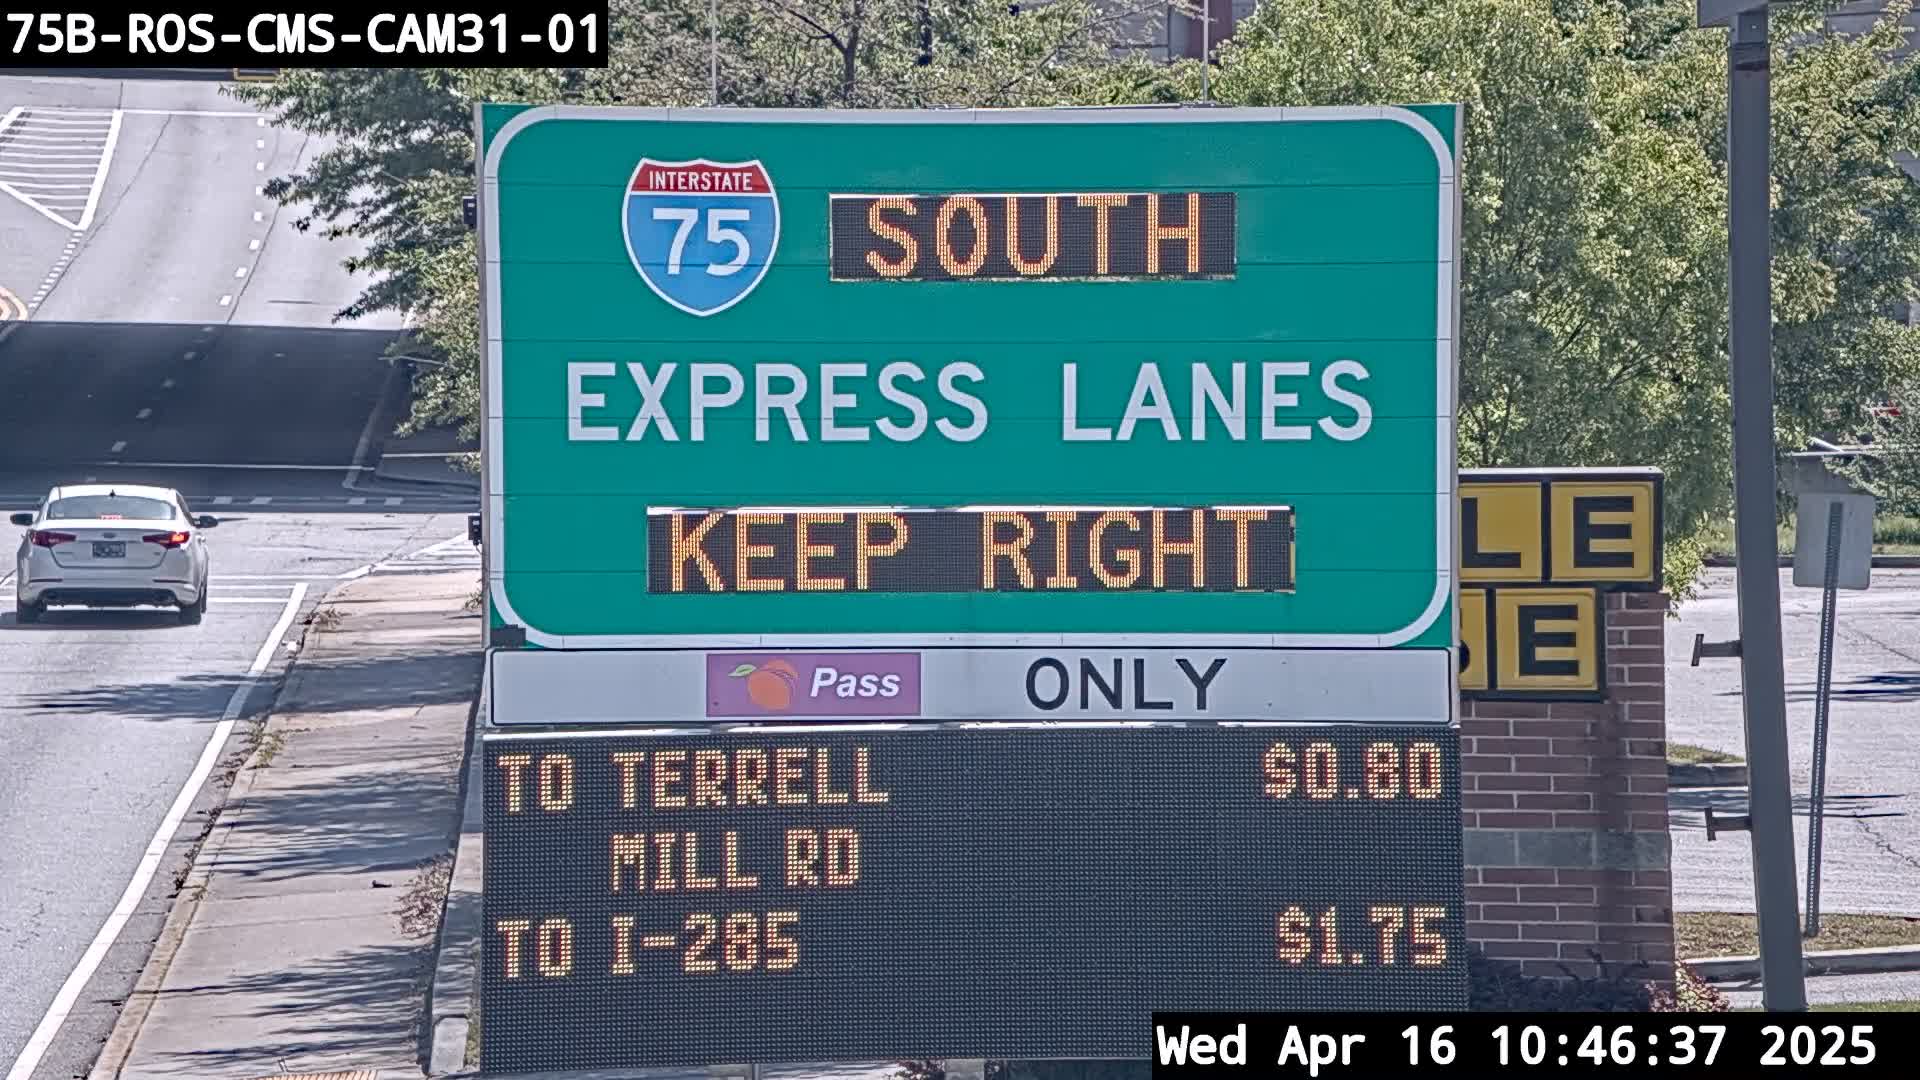 75B-ROS-CMS-CAM31-01
INTERSTATE
75
SOUTH
EXPRESS LANES
KEEP RIGHT
Pass ONLY
TO TERRELL $0.80
MILL RD
TO I-285 $1.75
LE
E
Wed Apr 16 10:46:37 2025